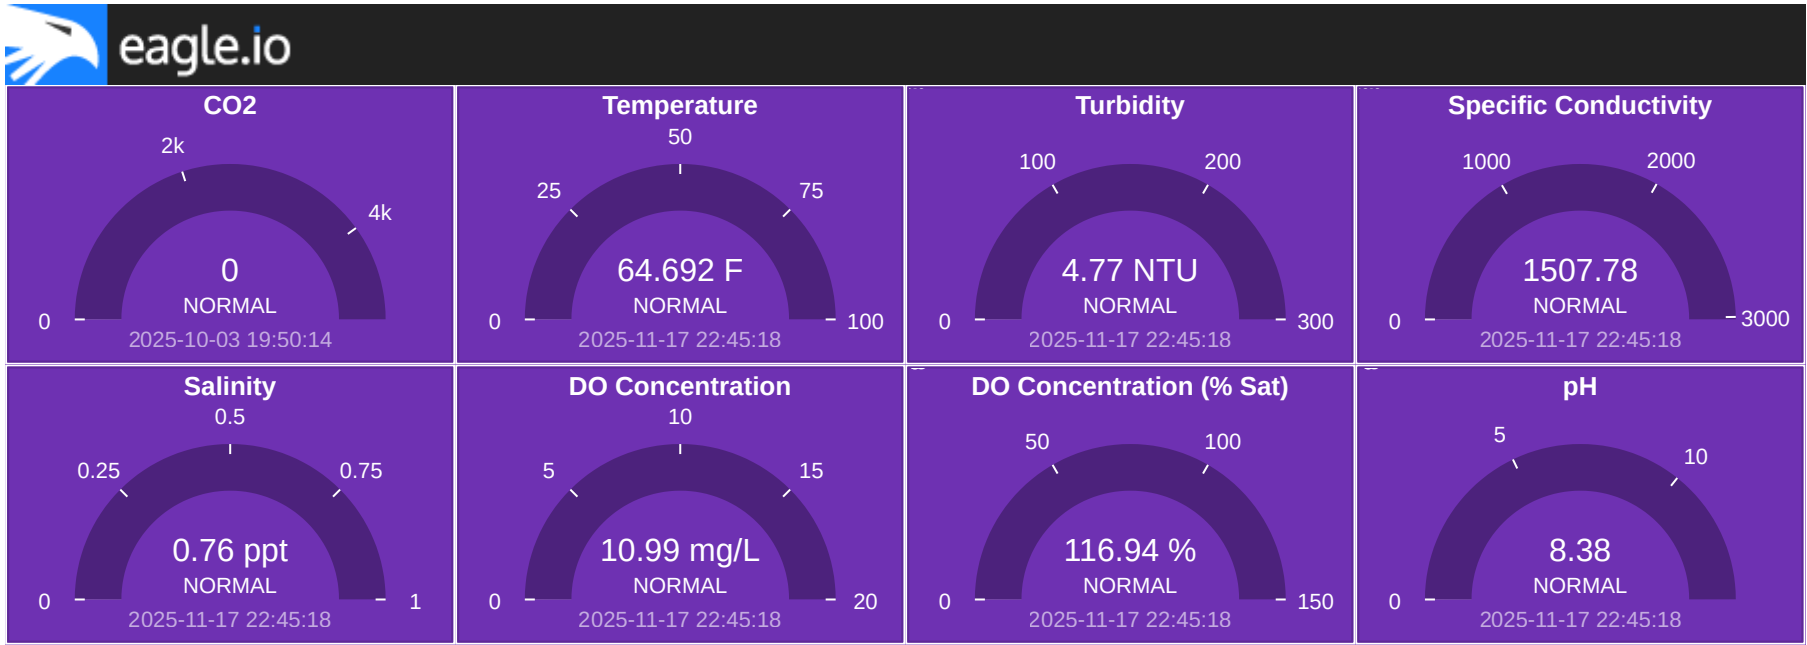 eagle.io
CO2
2k
4k
0
0
NORMAL
2025-10-03 19:50:14
Temperature
50
25
75
64.692 F
NORMAL
0
100
2025-11-17 22:45:18
Turbidity
100
200
4.77 NTU
NORMAL
0
300
2025-11-17 22:45:18
Specific Conductivity
1000
2000
1507.78
NORMAL
0
3000
2025-11-17 22:45:18
Salinity
0.5
0.25
0.75
0.76 ppt
NORMAL
0
1
2025-11-17 22:45:18
DO Concentration
10
5
15
10.99 mg/L
NORMAL
0
20
2025-11-17 22:45:18
DO Concentration (% Sat)
50
100
116.94 %
NORMAL
0
150
2025-11-17 22:45:18
pH
5
10
8.38
NORMAL
0
2025-11-17 22:45:18